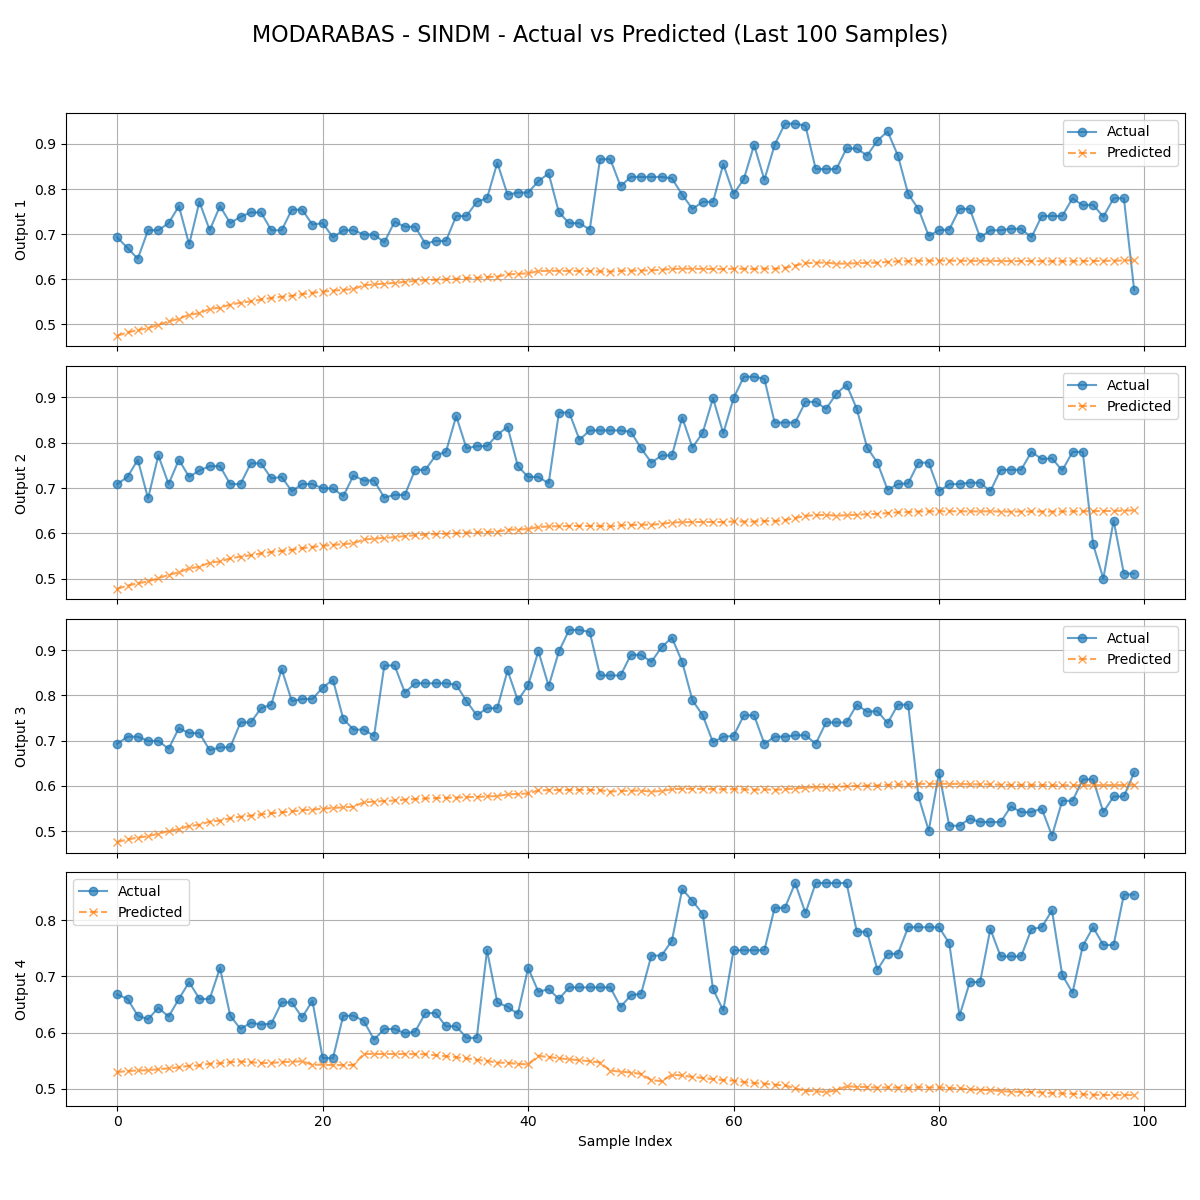 MODARABAS - SINDM - Actual vs Predicted (Last 100 Samples)
Output 1
0.9
0.8
0.7
0.6
0.5
Actual
Predicted
Output 2
0.9
0.8
0.7
0.6
0.5
Actual
Predicted
Output 3
0.9
0.8
0.7
0.6
0.5
Actual
Predicted
Output 4
0.8
0.7
0.6
0.5
Actual
Predicted
0 20 40 60 80 100
Sample Index